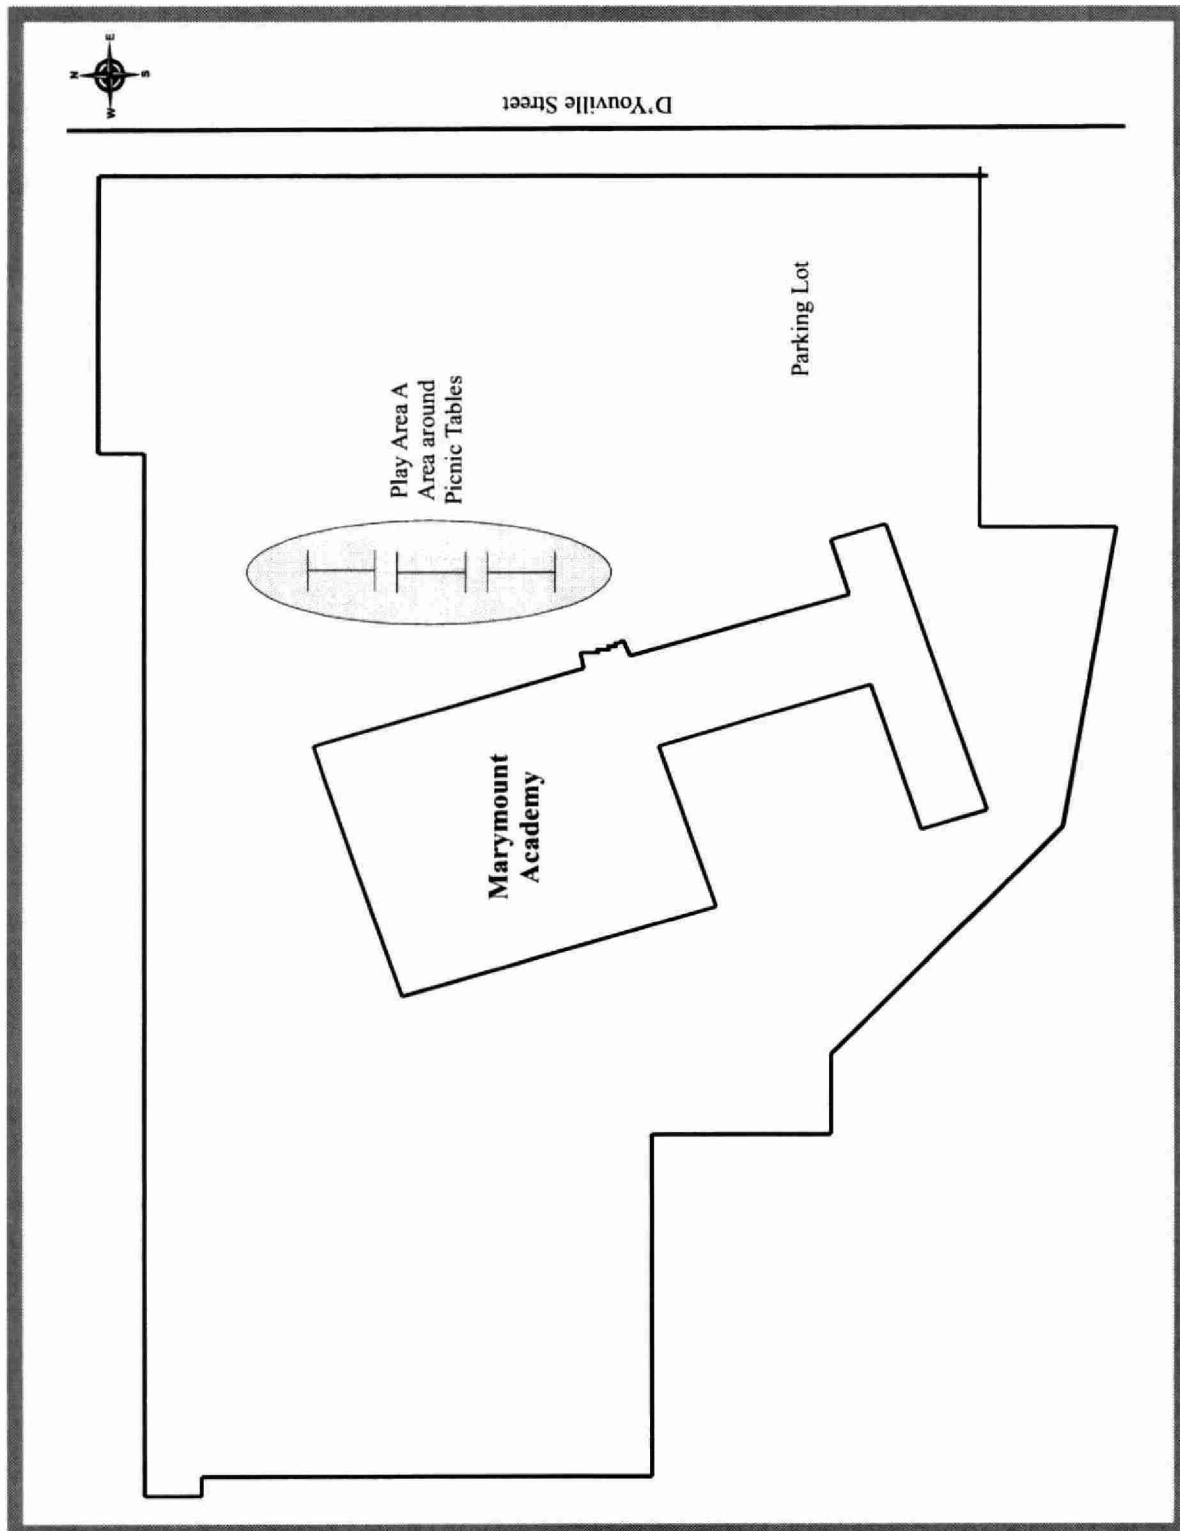 N
E
S
W
D'Youville Street
Parking Lot
Play Area A
Area around
Picnic Tables
Marymount
Academy